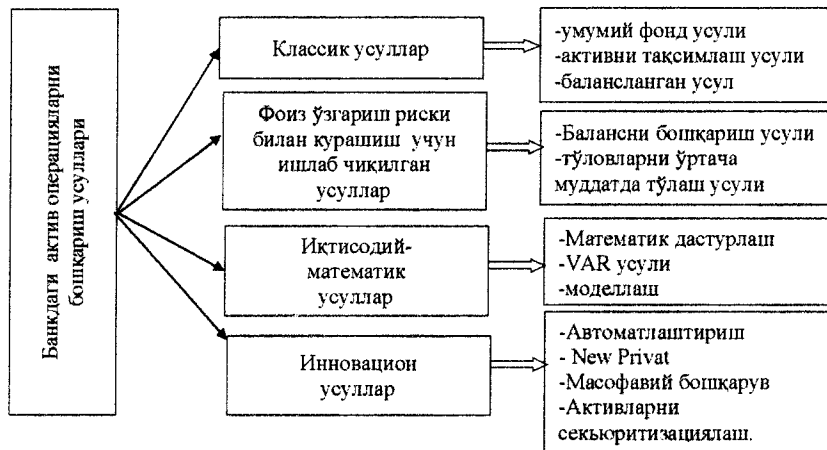 Банкдаги актив операцияларни
бошқариш усуллари
Классик усуллар
-умумий фонд усули
-активни тақсимлаш усули
-балансланган усул
Фоиз ўзгариш риски
билан курашиш учун
ишлаб чиқилган
усуллар
-Балансни бошқариш усули
-тўловларни ўртача
муддатда тўлаш усули
Иқтисодий-
математик
усуллар
-Математик дастурлаш
-VAR усули
-моделлаш
Инновацион
усуллар
-Автоматлаштириш
- New Privat
-Масофавий бошқарув
-Активларни
секьюритизациялаш.